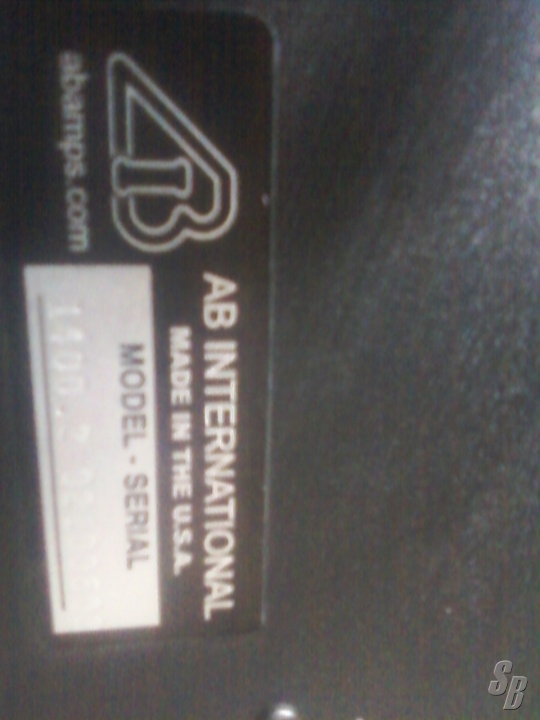 AB INTERNATIONAL
MADE IN THE U.S.A.
abamps.com
MODEL - SERIAL
SB